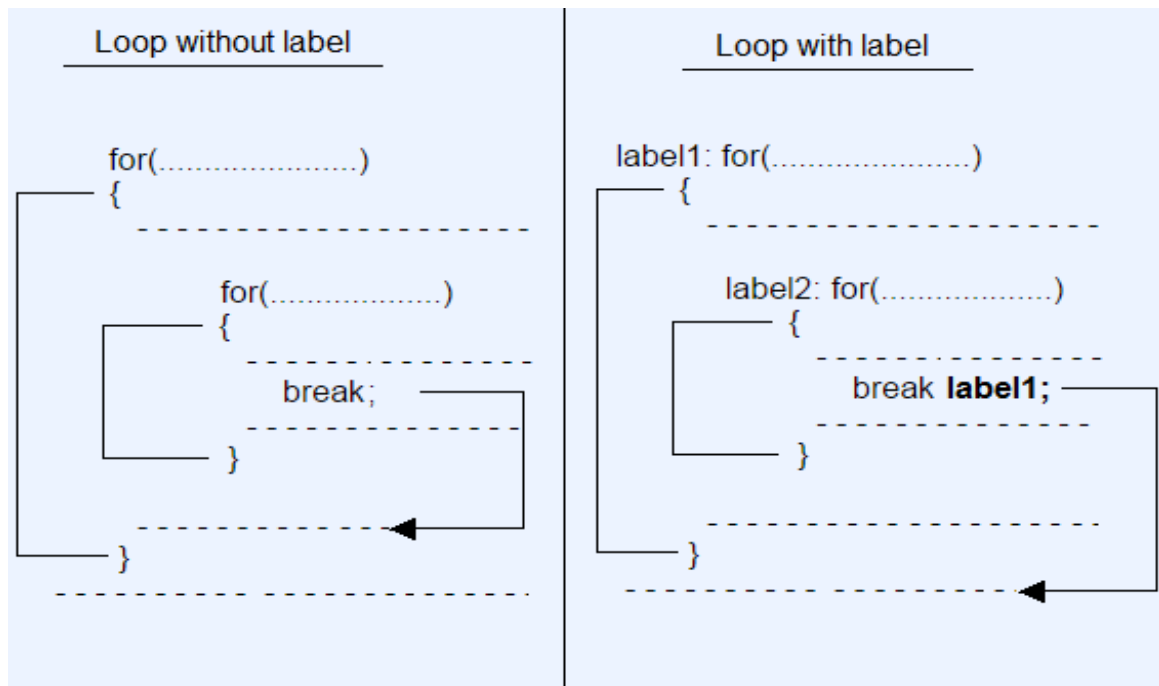 Loop without label
for(......................)
{
- - - - - - - - - - - - - - - - - - - -
for(...................)
{
- - - - - - - - - - - - - - -
break;
- - - - - - - - - - - - - -
}
- - - - - - - - - - - - -
}
- - - - - - - - - - - - - - - - - - - - - - - -
Loop with label
label1: for(......................)
{
- - - - - - - - - - - - - - - - - - - -
label2: for(...................)
{
- - - - - - - - - - - - - - -
break label1;
- - - - - - - - - - - - - -
}
- - - - - - - - - - - - - - - - - - - -
}
- - - - - - - - - - - - - - - - - - - -